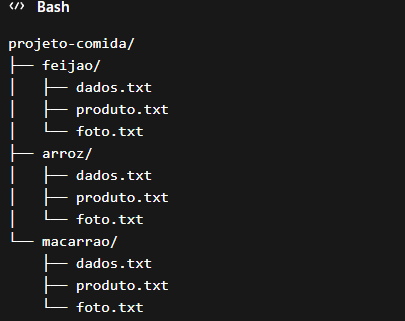 </> Bash
projeto-comida/
├── feijao/
│   ├── dados.txt
│   ├── produto.txt
│   └── foto.txt
├── arroz/
│   ├── dados.txt
│   ├── produto.txt
│   └── foto.txt
└── macarrao/
    ├── dados.txt
    ├── produto.txt
    └── foto.txt